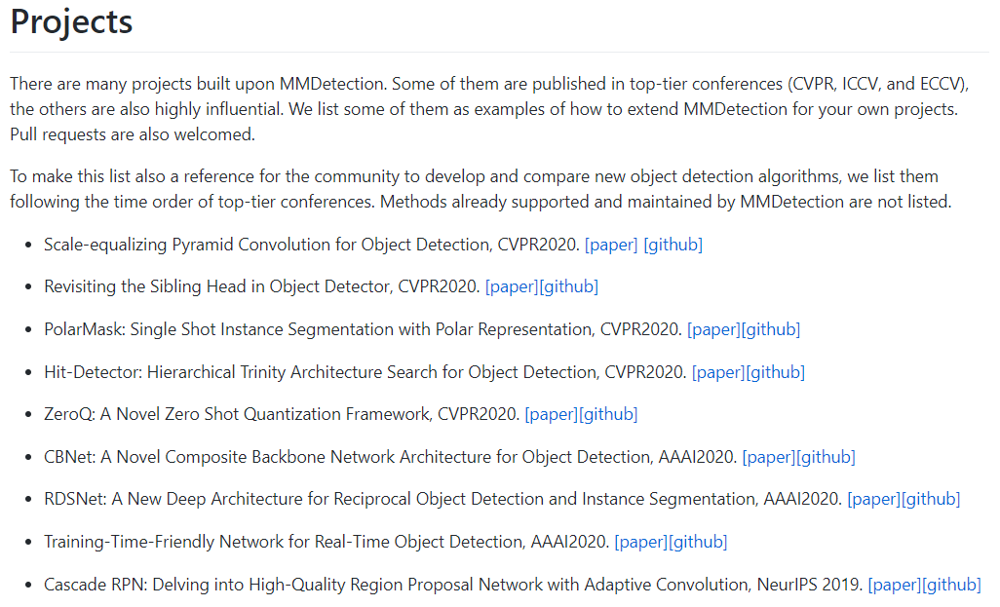 Projects
There are many projects built upon MMDetection. Some of them are published in top-tier conferences (CVPR, ICCV, and ECCV),
the others are also highly influential. We list some of them as examples of how to extend MMDetection for your own projects.
Pull requests are also welcomed.
To make this list also a reference for the community to develop and compare new object detection algorithms, we list them
following the time order of top-tier conferences. Methods already supported and maintained by MMDetection are not listed.
• Scale-equalizing Pyramid Convolution for Object Detection, CVPR2020. [paper] [github]
• Revisiting the Sibling Head in Object Detector, CVPR2020. [paper][github]
• PolarMask: Single Shot Instance Segmentation with Polar Representation, CVPR2020. [paper][github]
• Hit-Detector: Hierarchical Trinity Architecture Search for Object Detection, CVPR2020. [paper][github]
• ZeroQ: A Novel Zero Shot Quantization Framework, CVPR2020. [paper][github]
• CBNet: A Novel Composite Backbone Network Architecture for Object Detection, AAAI2020. [paper][github]
• RDSNet: A New Deep Architecture for Reciprocal Object Detection and Instance Segmentation, AAAI2020. [paper][github]
• Training-Time-Friendly Network for Real-Time Object Detection, AAAI2020. [paper][github]
• Cascade RPN: Delving into High-Quality Region Proposal Network with Adaptive Convolution, NeurIPS 2019. [paper][github]